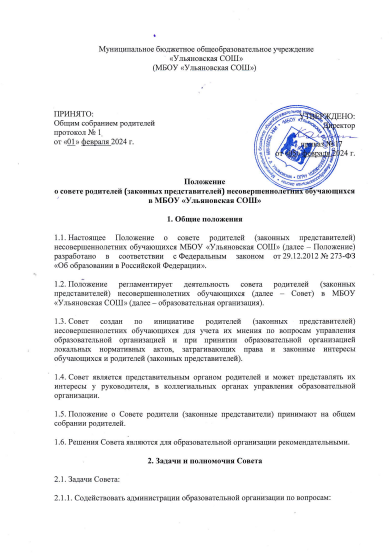 Муниципальное бюджетное общеобразовательное учреждение
«Ульяновская СОШ»
(МБОУ «Ульяновская СОШ»)
ПРИНЯТО:
Общим собранием родителей
протокол № 1
от «01» февраля 2024 г.
УТВЕРЖДЕНО:
Директор
от февраля 2024 г.
Положение
о совете родителей (законных представителей) несовершеннолетних обучающихся
в МБОУ «Ульяновская СОШ»
1. Общие положения
1.1. Настоящее Положение о совете родителей (законных представителей)
несовершеннолетних обучающихся МБОУ «Ульяновская СОШ» (далее – Положение)
разработано в соответствии с Федеральным законом от 29.12.2012 № 273-ФЗ
«Об образовании в Российской Федерации».
1.2. Положение регламентирует деятельность совета родителей (законных
представителей) несовершеннолетних обучающихся (далее – Совет) в МБОУ
«Ульяновская СОШ» (далее – образовательная организация).
1.3. Совет создан по инициативе родителей (законных представителей)
несовершеннолетних обучающихся для учета их мнения по вопросам управления
образовательной организацией и при принятии образовательной организацией
локальных нормативных актов, затрагивающих права и законные интересы
обучающихся и родителей (законных представителей).
1.4. Совет является представительным органом родителей и может представлять их
интересы у руководителя, в коллегиальных органах управления образовательной
организации.
1.5. Положение о Совете родители (законные представители) принимают на общем
собрании родителей.
1.6. Решения Совета являются для образовательной организации рекомендательными.
2. Задачи и полномочия Совета
2.1. Задачи Совета:
2.1.1. Содействовать администрации образовательной организации по вопросам: